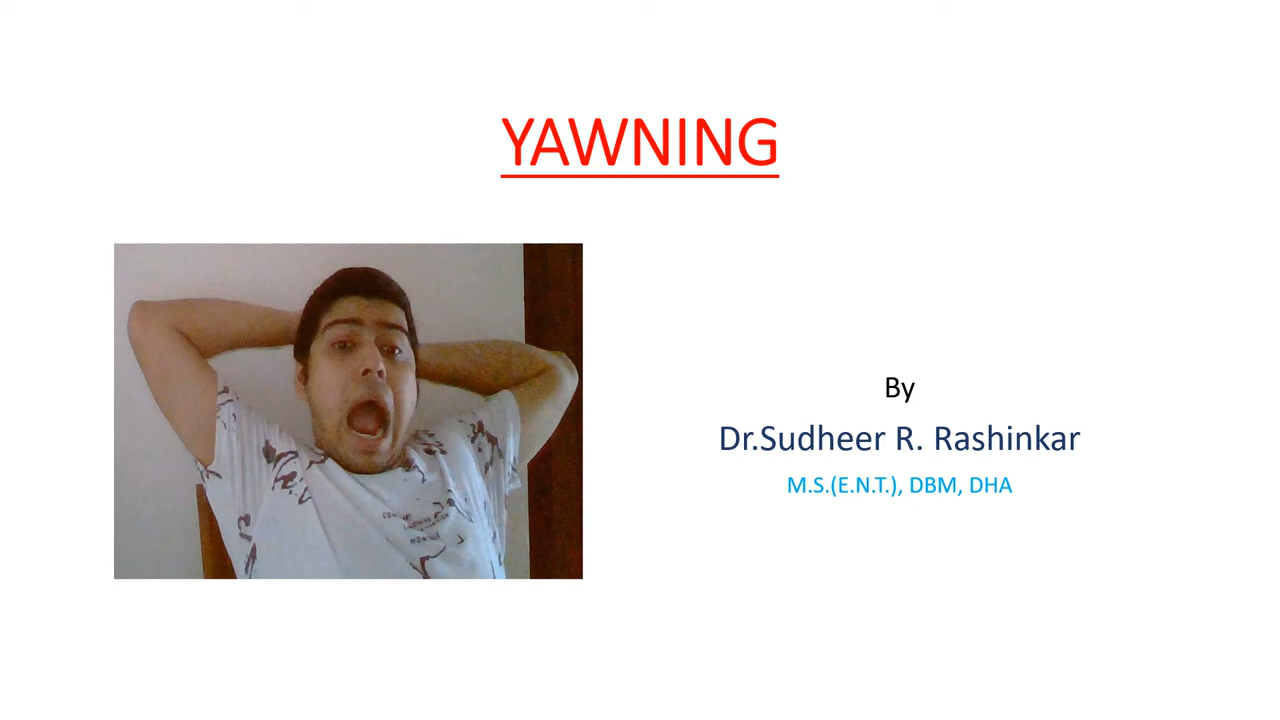 YAWNING
By
Dr.Sudheer R. Rashinkar
M.S.(E.N.T.), DBM, DHA